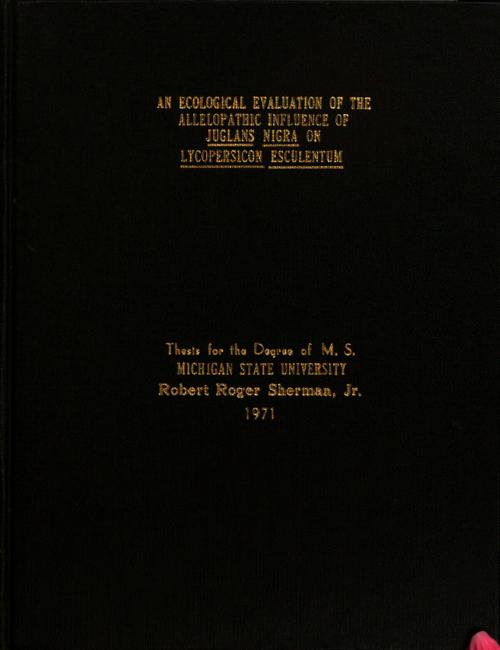 AN ECOLOGICAL EVALUATION OF THE
ALLELOPATHIC INFLUENCE OF
JUGLANS NIGRA ON
LYCOPERSICON ESCULENTUM
Thesis for the Degree of M. S.
MICHIGAN STATE UNIVERSITY
Robert Roger Sherman, Jr.
1971